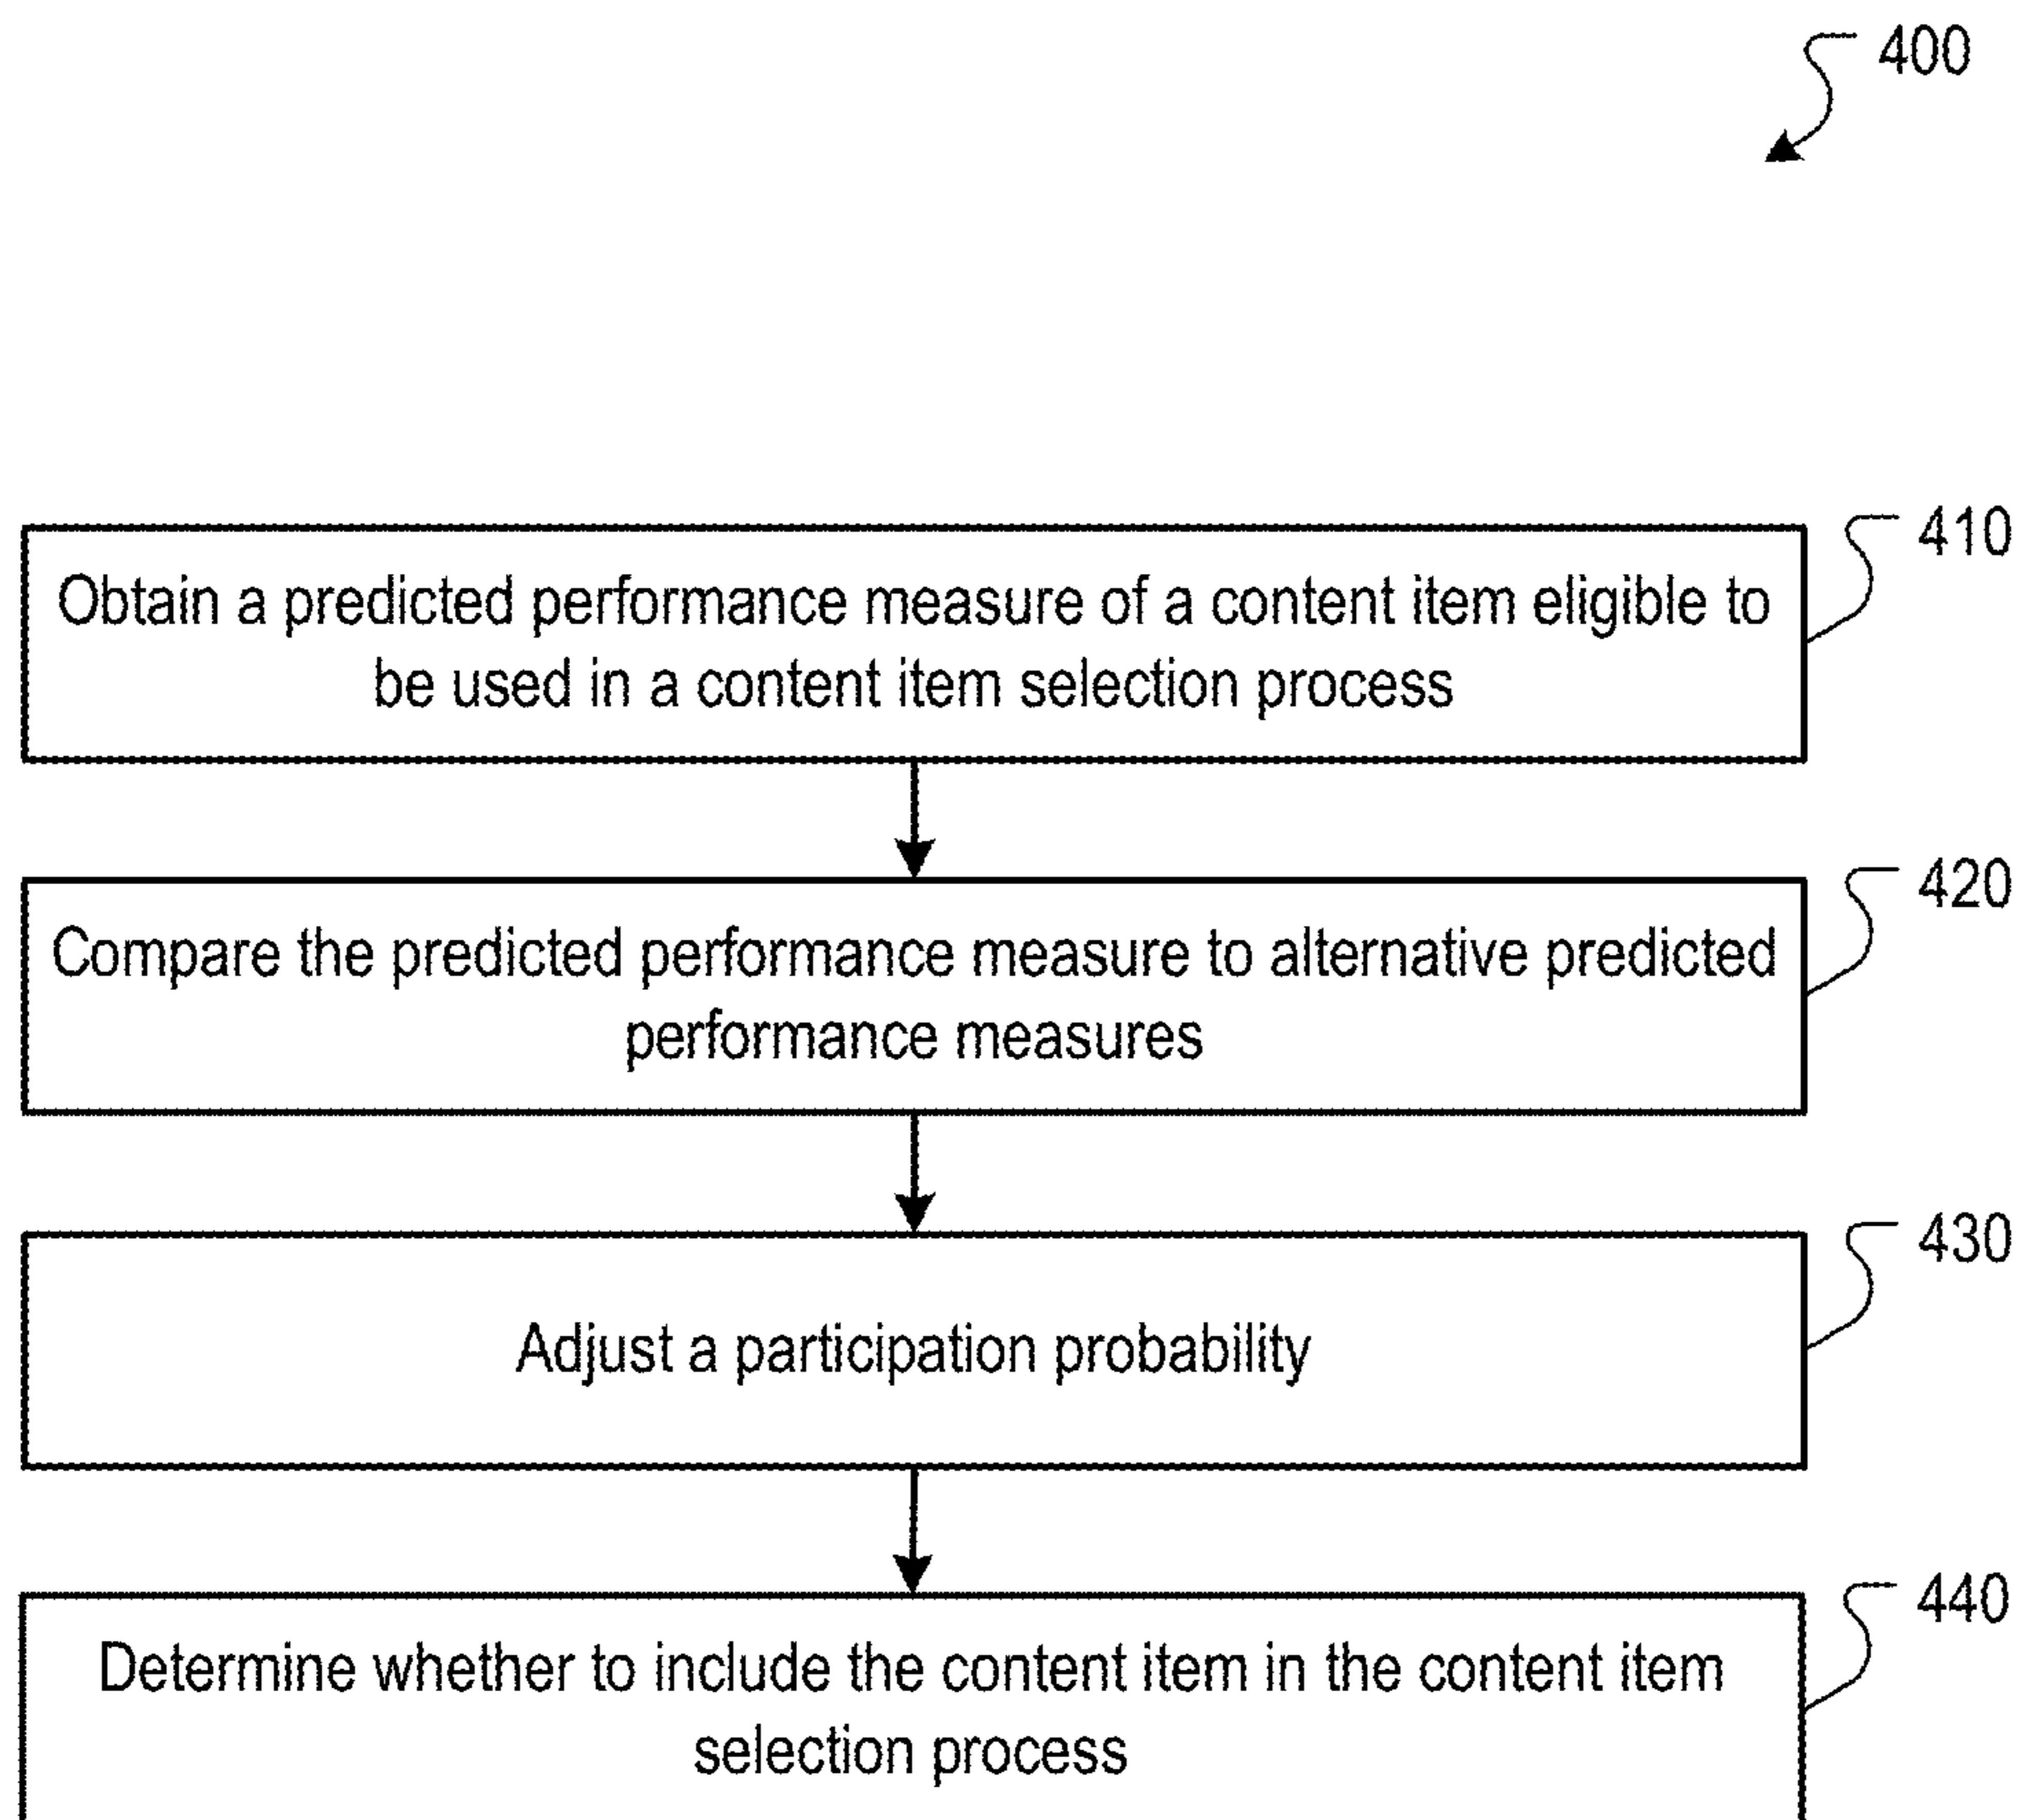 400
410
Obtain a predicted performance measure of a content item eligible to
be used in a content item selection process
420
Compare the predicted performance measure to alternative predicted
performance measures
430
Adjust a participation probability
440
Determine whether to include the content item in the content item
selection process